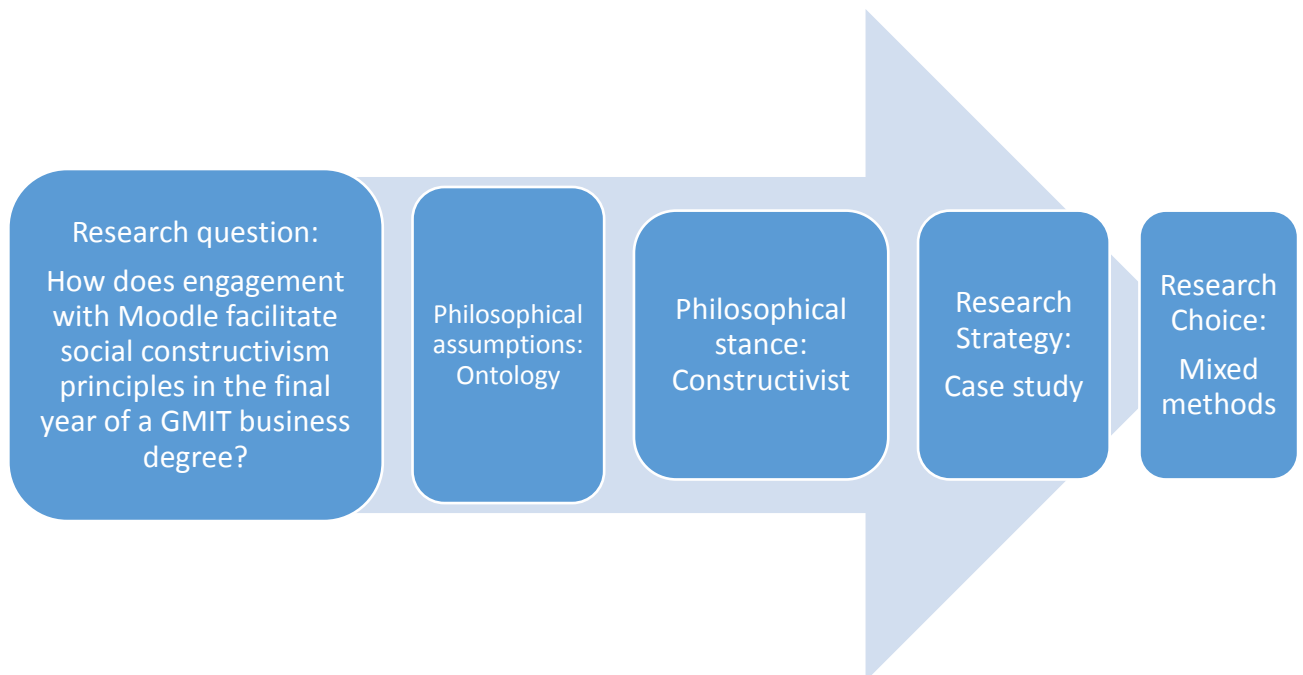 Research question:
How does engagement
with Moodle facilitate
social constructivism
principles in the final
year of a GMIT business
degree?
Philosophical
assumptions:
Ontology
Philosophical
stance:
Constructivist
Research
Strategy:
Case study
Research
Choice:
Mixed
methods